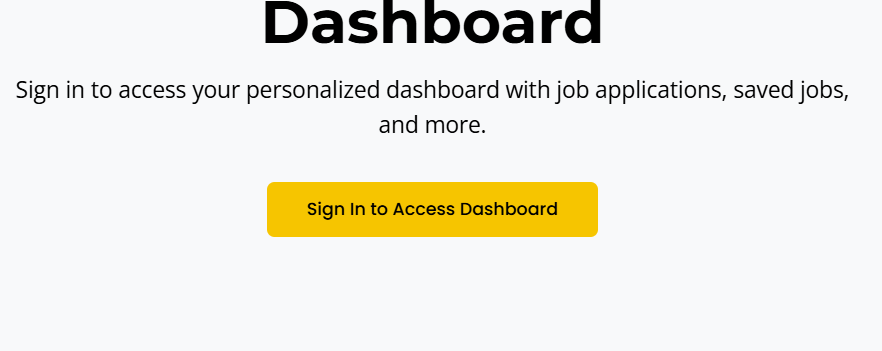 Dashboard
Sign in to access your personalized dashboard with job applications, saved jobs,
and more.
Sign In to Access Dashboard